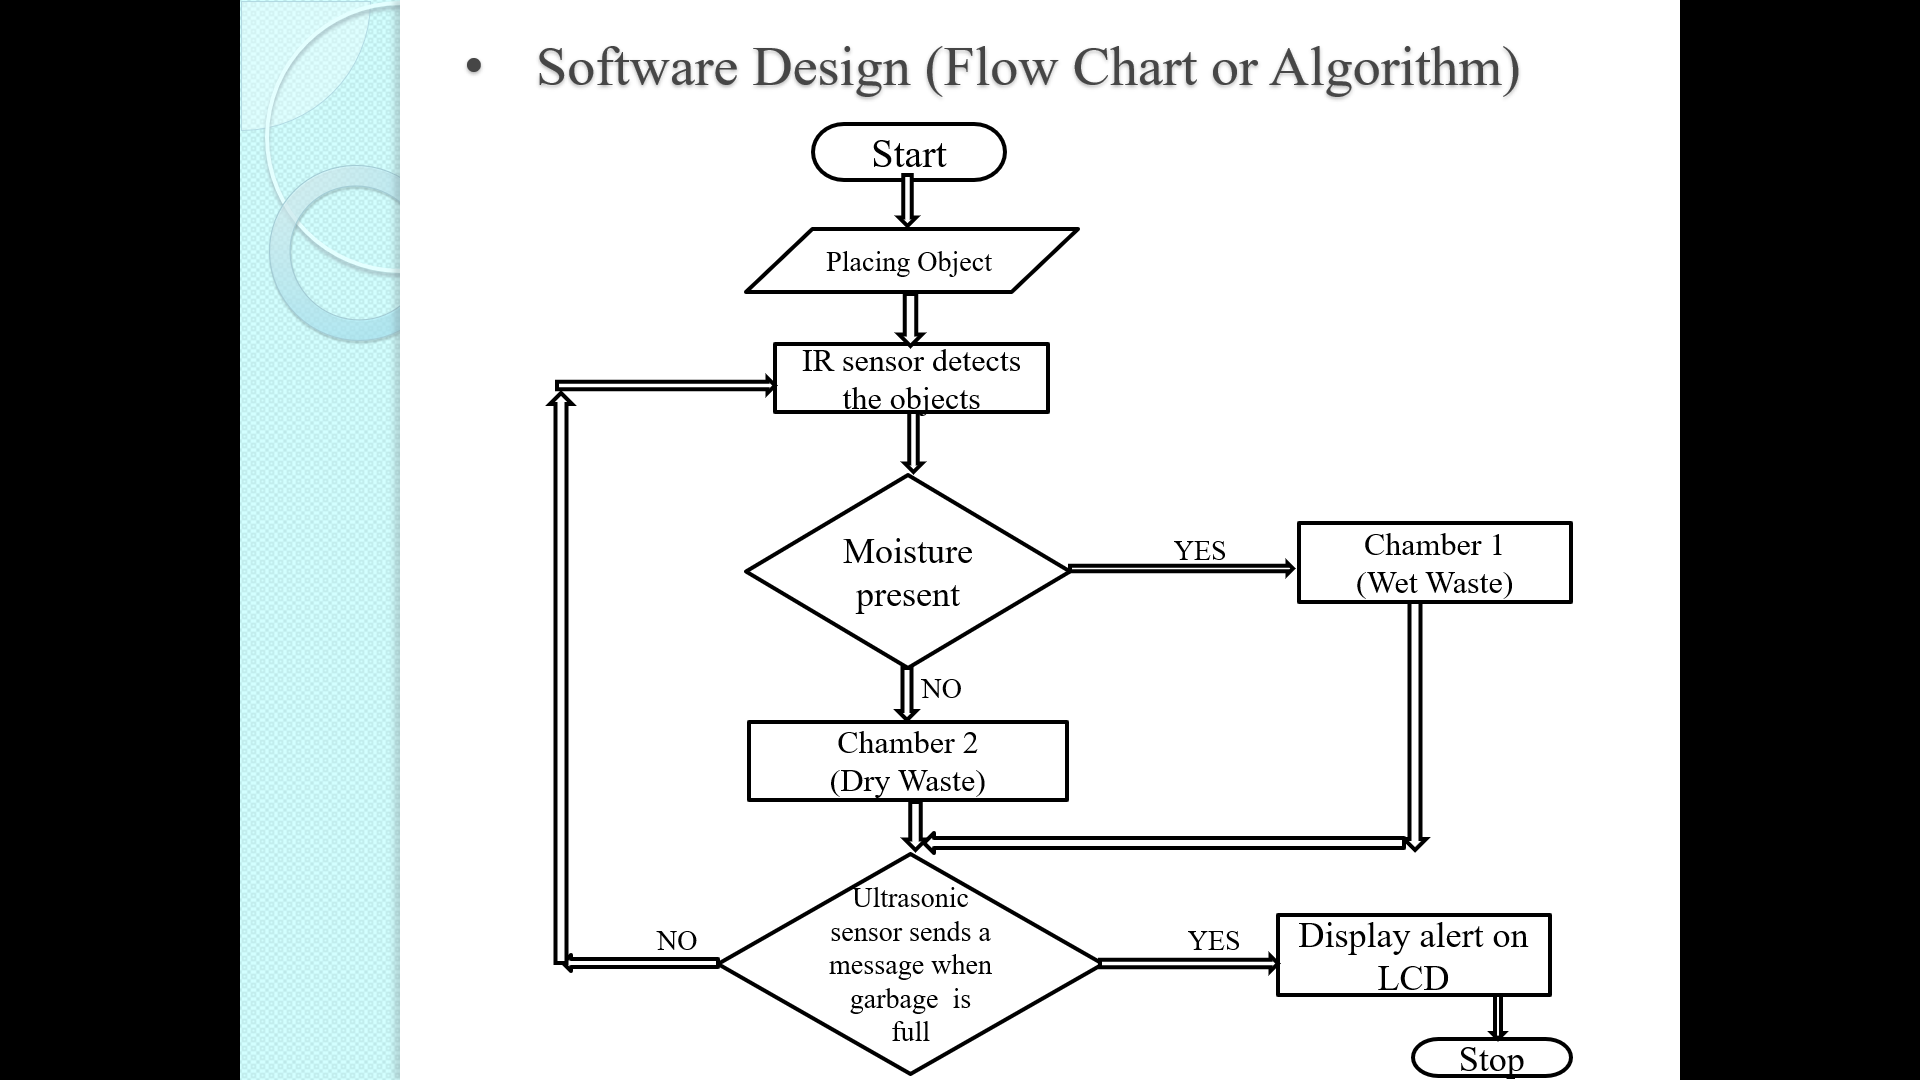 • Software Design (Flow Chart or Algorithm)
Start
Placing Object
IR sensor detects
the objects
Moisture
present
YES
Chamber 1
(Wet Waste)
NO
Chamber 2
(Dry Waste)
Ultrasonic
sensor sends a
message when
garbage is
full
NO
YES
Display alert on
LCD
Stop